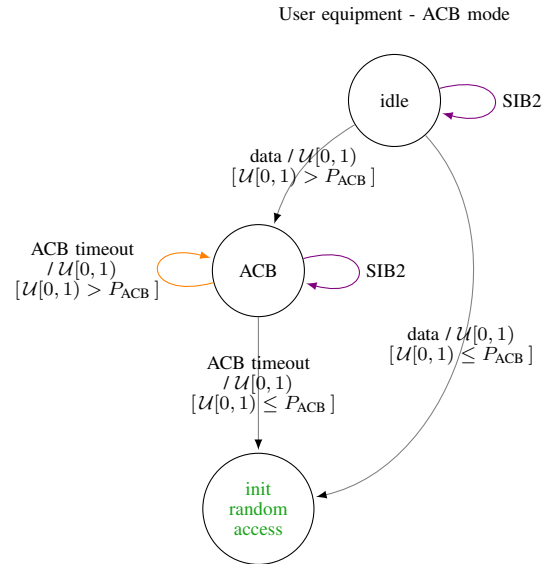 User equipment - ACB mode
idle
SIB2
data / 𝒰[0, 1)
[ 𝒰[0, 1) > P_ACB ]
ACB timeout
/ 𝒰[0, 1)
[ 𝒰[0, 1) > P_ACB ]
ACB
SIB2
data / 𝒰[0, 1)
[ 𝒰[0, 1) ≤ P_ACB ]
ACB timeout
/ 𝒰[0, 1)
[ 𝒰[0, 1) ≤ P_ACB ]
init
random
access